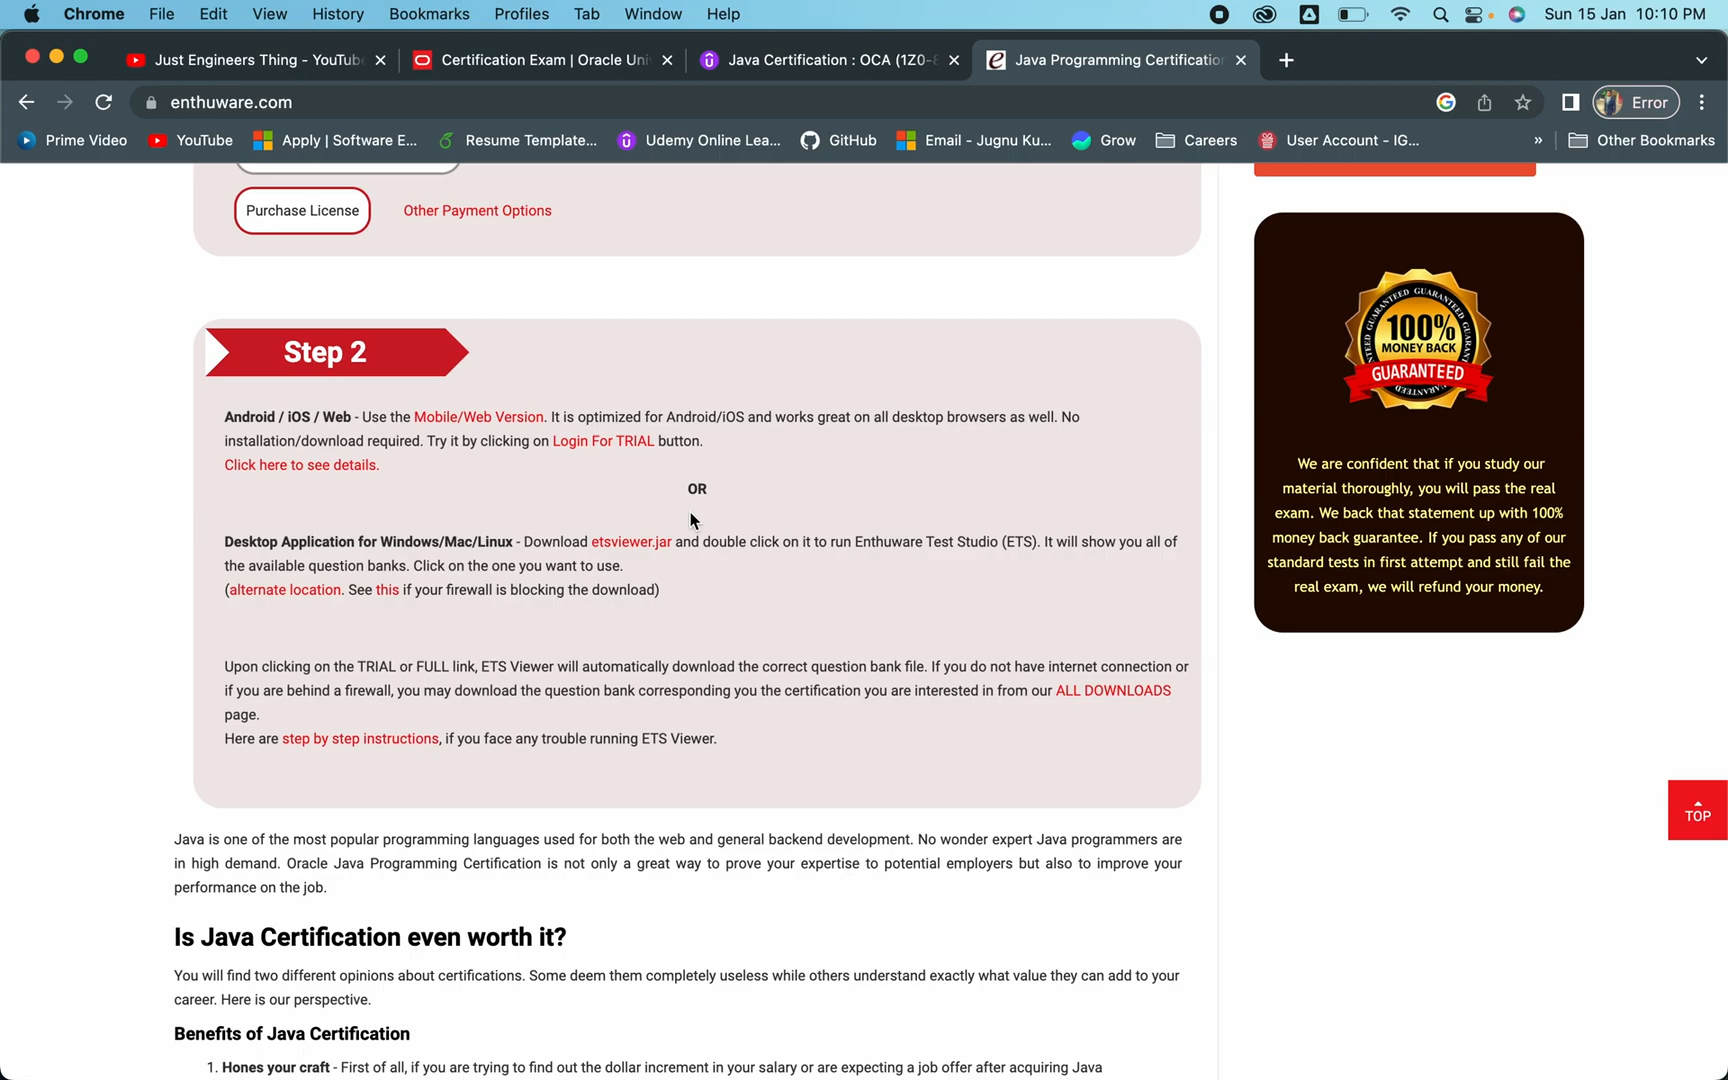 Chrome File Edit View History Bookmarks Profiles Tab Window Help Sun 15 Jan 10:10 PM
Just Engineers Thing - YouTub Certification Exam | Oracle Uni Java Certification : OCA (1Z0-8 Java Programming Certificatio
enthuware.com Error
Prime Video YouTube Apply | Software E... Resume Template... Udemy Online Lea... GitHub Email - Jugnu Ku... Grow Careers User Account - IG... » Other Bookmarks
Purchase License Other Payment Options
Step 2
Android / iOS / Web - Use the Mobile/Web Version. It is optimized for Android/iOS and works great on all desktop browsers as well. No
installation/download required. Try it by clicking on Login For TRIAL button.
Click here to see details.
OR
Desktop Application for Windows/Mac/Linux - Download etsviewer.jar and double click on it to run Enthuware Test Studio (ETS). It will show you all of
the available question banks. Click on the one you want to use.
(alternate location. See this if your firewall is blocking the download)
Upon clicking on the TRIAL or FULL link, ETS Viewer will automatically download the correct question bank file. If you do not have internet connection or
if you are behind a firewall, you may download the question bank corresponding you the certification you are interested in from our ALL DOWNLOADS
page.
Here are step by step instructions, if you face any trouble running ETS Viewer.
Java is one of the most popular programming languages used for both the web and general backend development. No wonder expert Java programmers are
in high demand. Oracle Java Programming Certification is not only a great way to prove your expertise to potential employers but also to improve your
performance on the job.
Is Java Certification even worth it?
You will find two different opinions about certifications. Some deem them completely useless while others understand exactly what value they can add to your
career. Here is our perspective.
Benefits of Java Certification
1. Hones your craft - First of all, if you are trying to find out the dollar increment in your salary or are expecting a job offer after acquiring Java
GUARANTEED GUARANTEED
100%
MONEY BACK
GUARANTEED
We are confident that if you study our
material thoroughly, you will pass the real
exam. We back that statement up with 100%
money back guarantee. If you pass any of our
standard tests in first attempt and still fail the
real exam, we will refund your money.
TOP